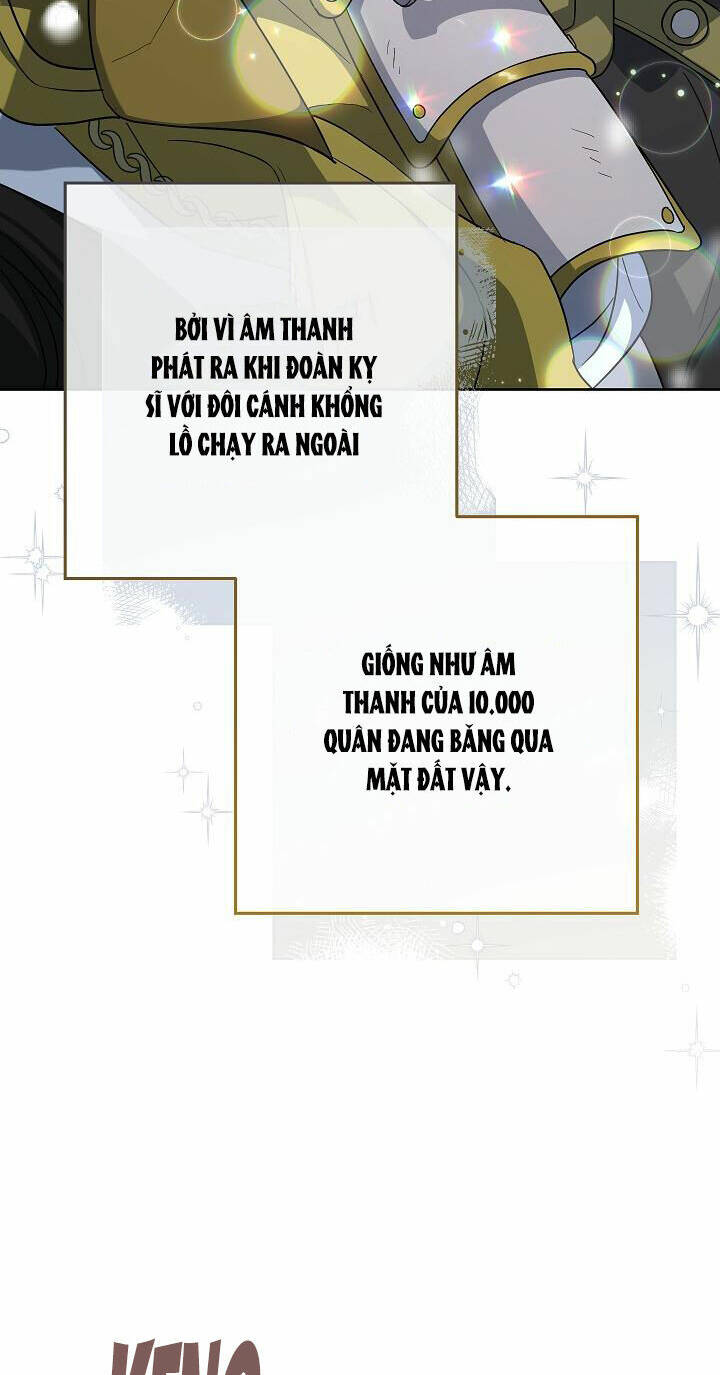 BỞI VÌ ÂM THANH
PHÁT RA KHI ĐOÀN KỴ
SĨ VỚI ĐÔI CÁNH KHỔNG
LỒ CHẠY RA NGOÀI
GIỐNG NHƯ ÂM
THANH CỦA 10.000
QUÂN ĐANG BĂNG QUA
MẶT ĐẤT VẬY.